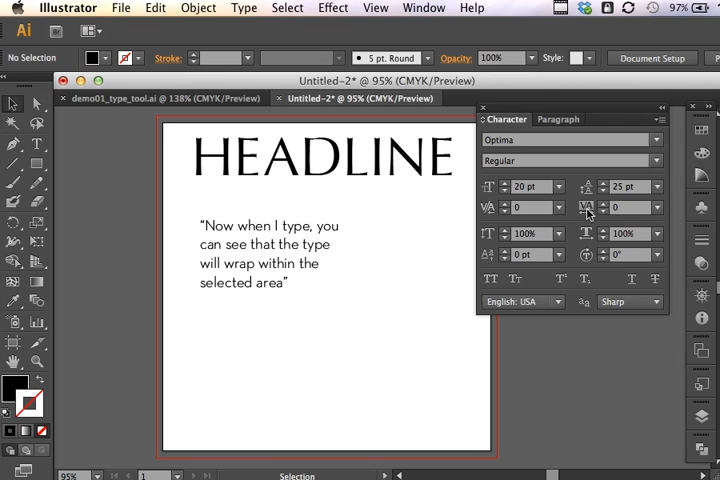 Illustrator File Edit Object Type Select Effect View Window Help 97%
Ai Br
No Selection Stroke: 5 pt. Round Opacity: 100% Style: Document Setup
Untitled-2* @ 95% (CMYK/Preview)
× demo01_type_tool.ai @ 138% (CMYK/Preview) × Untitled-2* @ 95% (CMYK/Preview)
Character Paragraph
HEADLINE
Optima
Regular
20 pt 25 pt
0 0
100% 100%
0 pt 0°
English: USA Sharp
“Now when I type, you
can see that the type
will wrap within the
selected area”
95% 1 Selection